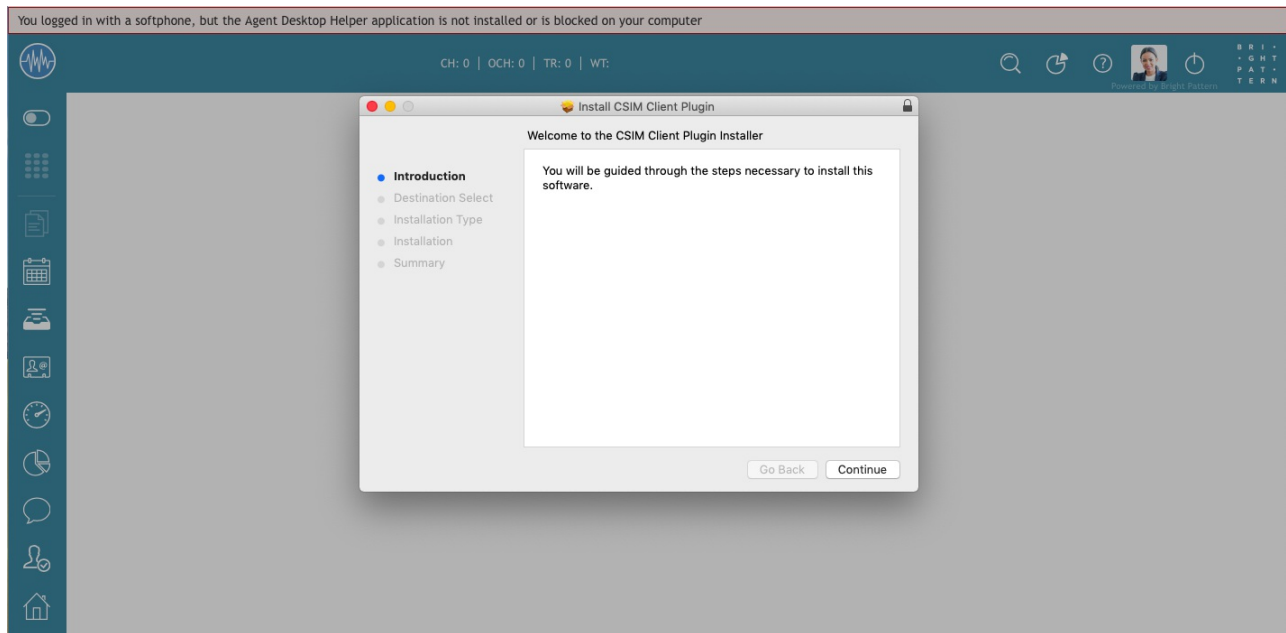 You logged in with a softphone, but the Agent Desktop Helper application is not installed or is blocked on your computer
CH: 0 | OCH: 0 | TR: 0 | WT:
BRI·
·GHT
PAT·
TERN
Powered by Bright Pattern
Install CSIM Client Plugin
Welcome to the CSIM Client Plugin Installer
Introduction
Destination Select
Installation Type
Installation
Summary
You will be guided through the steps necessary to install this
software.
Go Back
Continue